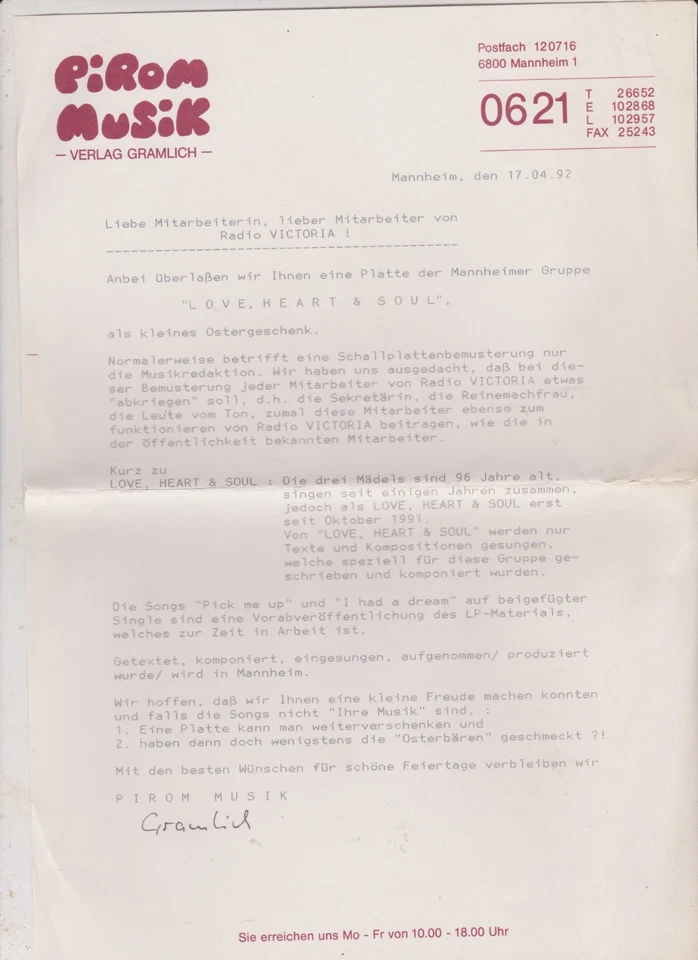 PiRoM
MUSiK
— VERLAG GRAMLICH —
Postfach 120716
6800 Mannheim 1
0621
T 26652
E 102868
L 102957
FAX 25243
Mannheim, den 17.04.92
Liebe Mitarbeiterin, lieber Mitarbeiter von
Radio VICTORIA !
Anbei überlaßen wir Ihnen eine Platte der Mannheimer Gruppe
"L O V E, H E A R T & S O U L",
als kleines Ostergeschenk.
Normalerweise betrifft eine Schallplattenbemusterung nur
die Musikredaktion. Wir haben uns ausgedacht, daß bei die-
ser Bemusterung jeder Mitarbeiter von Radio VICTORIA etwas
"abkriegen" soll, d.h. die Sekretärin, die Reinemachfrau,
die Leute vom Ton, zumal diese Mitarbeiter ebenso zum
funktionieren von Radio VICTORIA beitragen, wie die in
der öffentlichkeit bekannten Mitarbeiter.
Kurz zu
LOVE, HEART & SOUL : Die drei Mädels sind 96 Jahre alt,
singen seit einigen Jahren zusammen,
jedoch als LOVE, HEART & SOUL erst
seit Oktober 1991.
Von "LOVE, HEART & SOUL" werden nur
Texte und Kompositionen gesungen,
welche speziell für diese Gruppe ge-
schrieben und komponiert wurden.
Die Songs "Pick me up" und "I had a dream" auf beigefügter
Single sind eine Vorabveröffentlichung des LP-Materials,
welches zur Zeit in Arbeit ist.
Getextet, komponiert, eingesungen, aufgenommen/ produziert
wurde/ wird in Mannheim.
Wir hoffen, daß wir Ihnen eine kleine Freude machen konnten
und falls die Songs nicht "Ihre Musik" sind, :
1. Eine Platte kann man weiterverschenken und
2. haben dann doch wenigstens die "Osterbären" geschmeckt ?!
Mit den besten Wünschen für schöne Feiertage verbleiben wir
P I R O M  M U S I K
Gramlich
Sie erreichen uns Mo - Fr von 10.00 - 18.00 Uhr